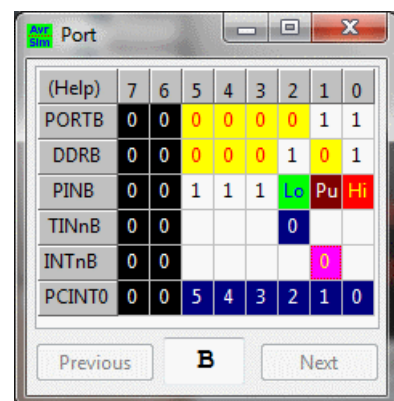 Avr Sim Port X
(Help) 7 6 5 4 3 2 1 0
PORTB 0 0 0 0 0 0 1 1
DDRB 0 0 0 0 0 1 0 1
PINB 0 0 1 1 1 Lo Pu Hi
TINnB 0 0 0
INTnB 0 0 0
PCINT0 0 0 5 4 3 2 1 0
Previous B Next